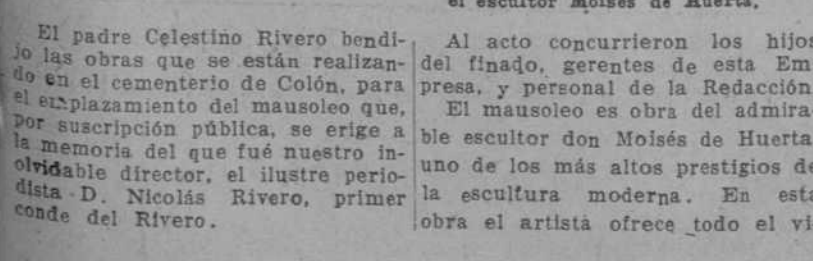 El padre Celestino Rivero bendi-
jo las obras que se están realizan-
do en el cementerio de Colón, para
el emplazamiento del mausoleo que,
por suscripción pública, se erige a
la memoria del que fué nuestro in-
olvidable director, el ilustre perio-
dista D. Nicolás Rivero, primer
conde del Rivero.
el escultor Moisés de Huerta.
Al acto concurrieron los hijos
del finado, gerentes de esta Em
presa, y personal de la Redacción
El mausoleo es obra del admira
ble escultor don Moisés de Huerta
uno de los más altos prestigios de
la escultura moderna. En esta
obra el artista ofrece todo el vi